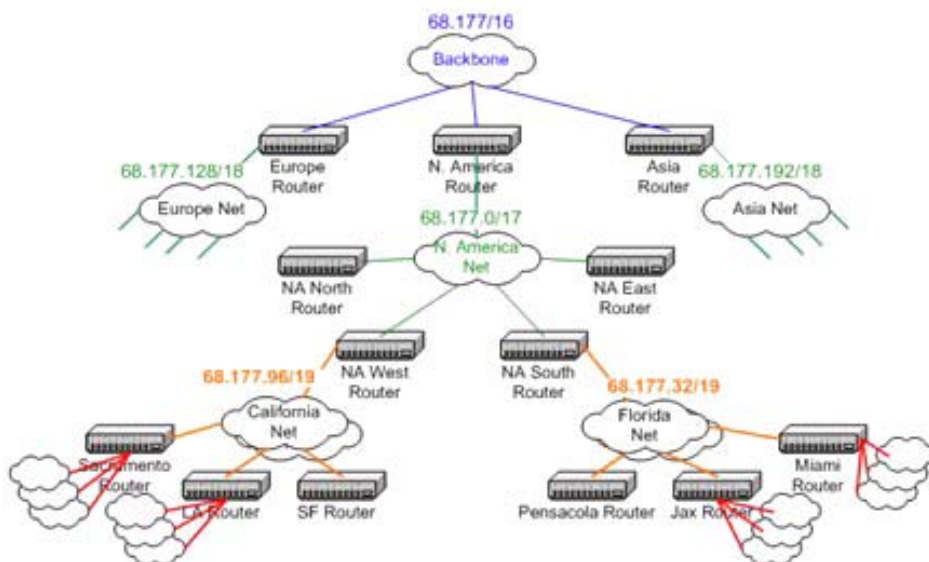 68.177/16
Backbone
Europe
Router
N. America
Router
Asia
Router
68.177.128/18
68.177.192/18
Europe Net
Asia Net
68.177.0/17
N. America
Net
NA North
Router
NA East
Router
NA West
Router
NA South
Router
68.177.96/19
68.177.32/19
California
Net
Florida
Net
Sacramento
Router
Miami
Router
LA Router
SF Router
Pensacola Router
Jax Router